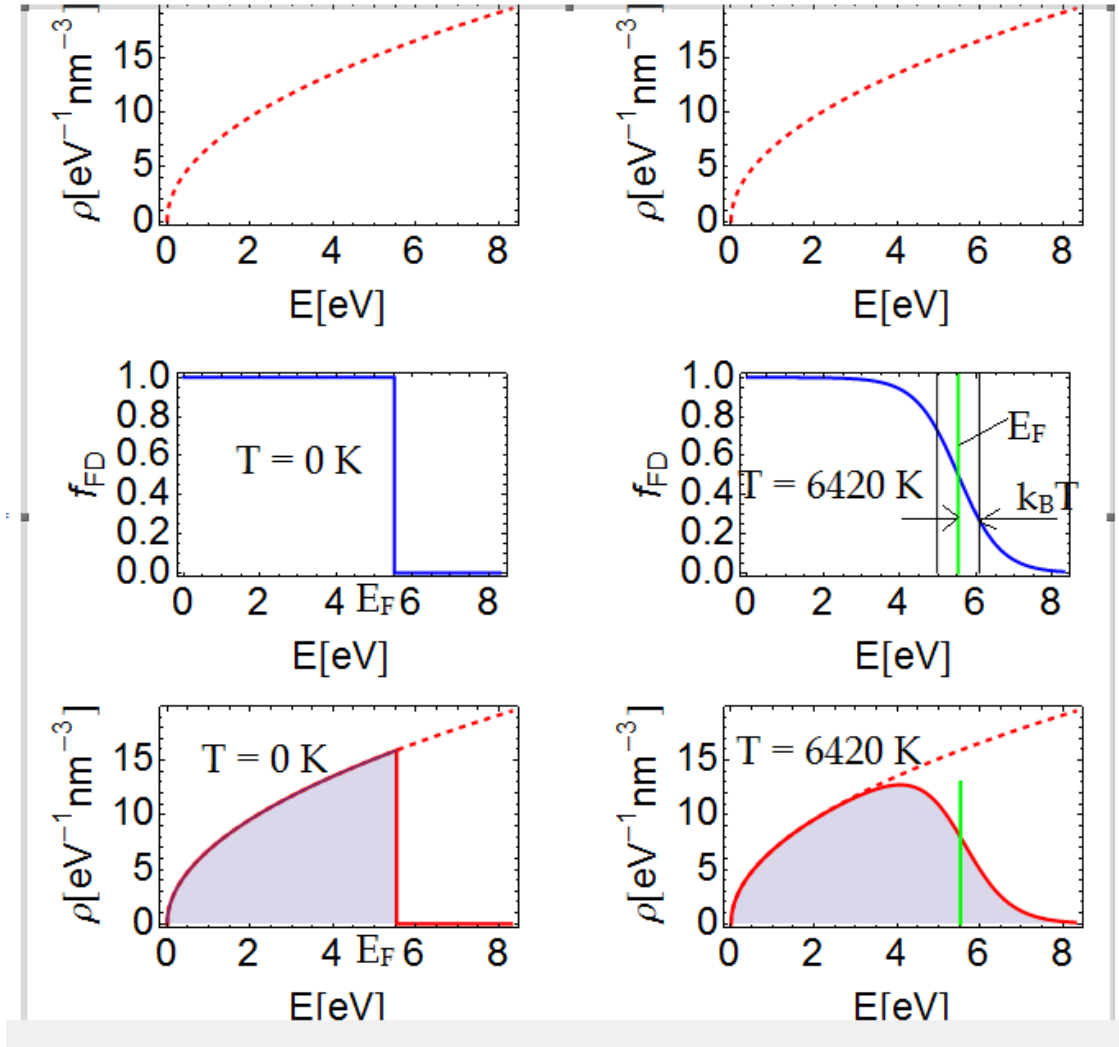 ρ[eV⁻¹nm⁻³]
15
10
5
0
0 2 4 6 8
E[eV]
ρ[eV⁻¹nm⁻³]
15
10
5
0
0 2 4 6 8
E[eV]
f_FD
1.0
0.8
0.6
0.4
0.2
0.0
T = 0 K
0 2 4 E_F 6 8
E[eV]
f_FD
1.0
0.8
0.6
0.4
0.2
0.0
E_F
T = 6420 K
k_BT
0 2 4 6 8
E[eV]
ρ[eV⁻¹nm⁻³]
15
10
5
0
T = 0 K
0 2 4 E_F 6 8
E[eV]
ρ[eV⁻¹nm⁻³]
15
10
5
0
T = 6420 K
0 2 4 6 8
E[eV]